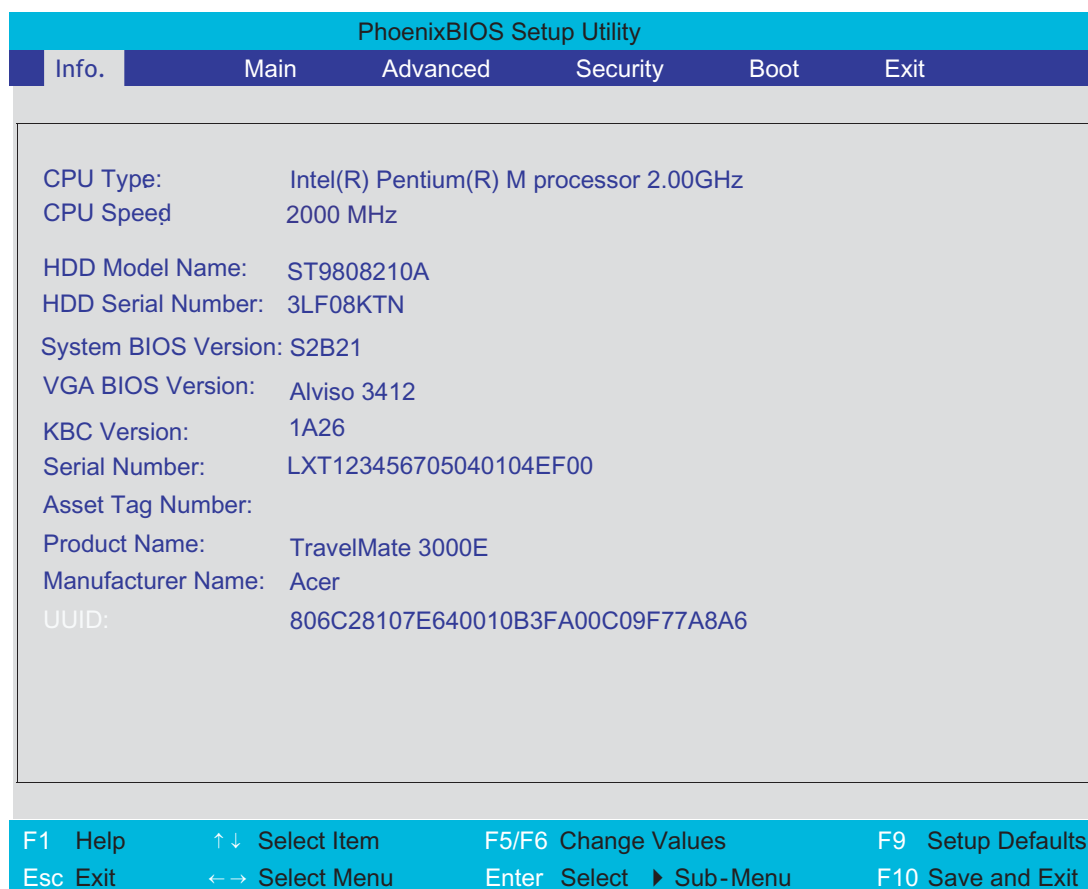 PhoenixBIOS Setup Utility
Info. Main Advanced Security Boot Exit
CPU Type: Intel(R) Pentium(R) M processor 2.00GHz
CPU Speed: 2000 MHz
HDD Model Name: ST9808210A
HDD Serial Number: 3LF08KTN
System BIOS Version: S2B21
VGA BIOS Version: Alviso 3412
KBC Version: 1A26
Serial Number: LXT123456705040104EF00
Asset Tag Number:
Product Name: TravelMate 3000E
Manufacturer Name: Acer
UUID: 806C28107E640010B3FA00C09F77A8A6
F1 Help ↑↓ Select Item F5/F6 Change Values F9 Setup Defaults
Esc Exit ←→ Select Menu Enter Select ▶ Sub-Menu F10 Save and Exit